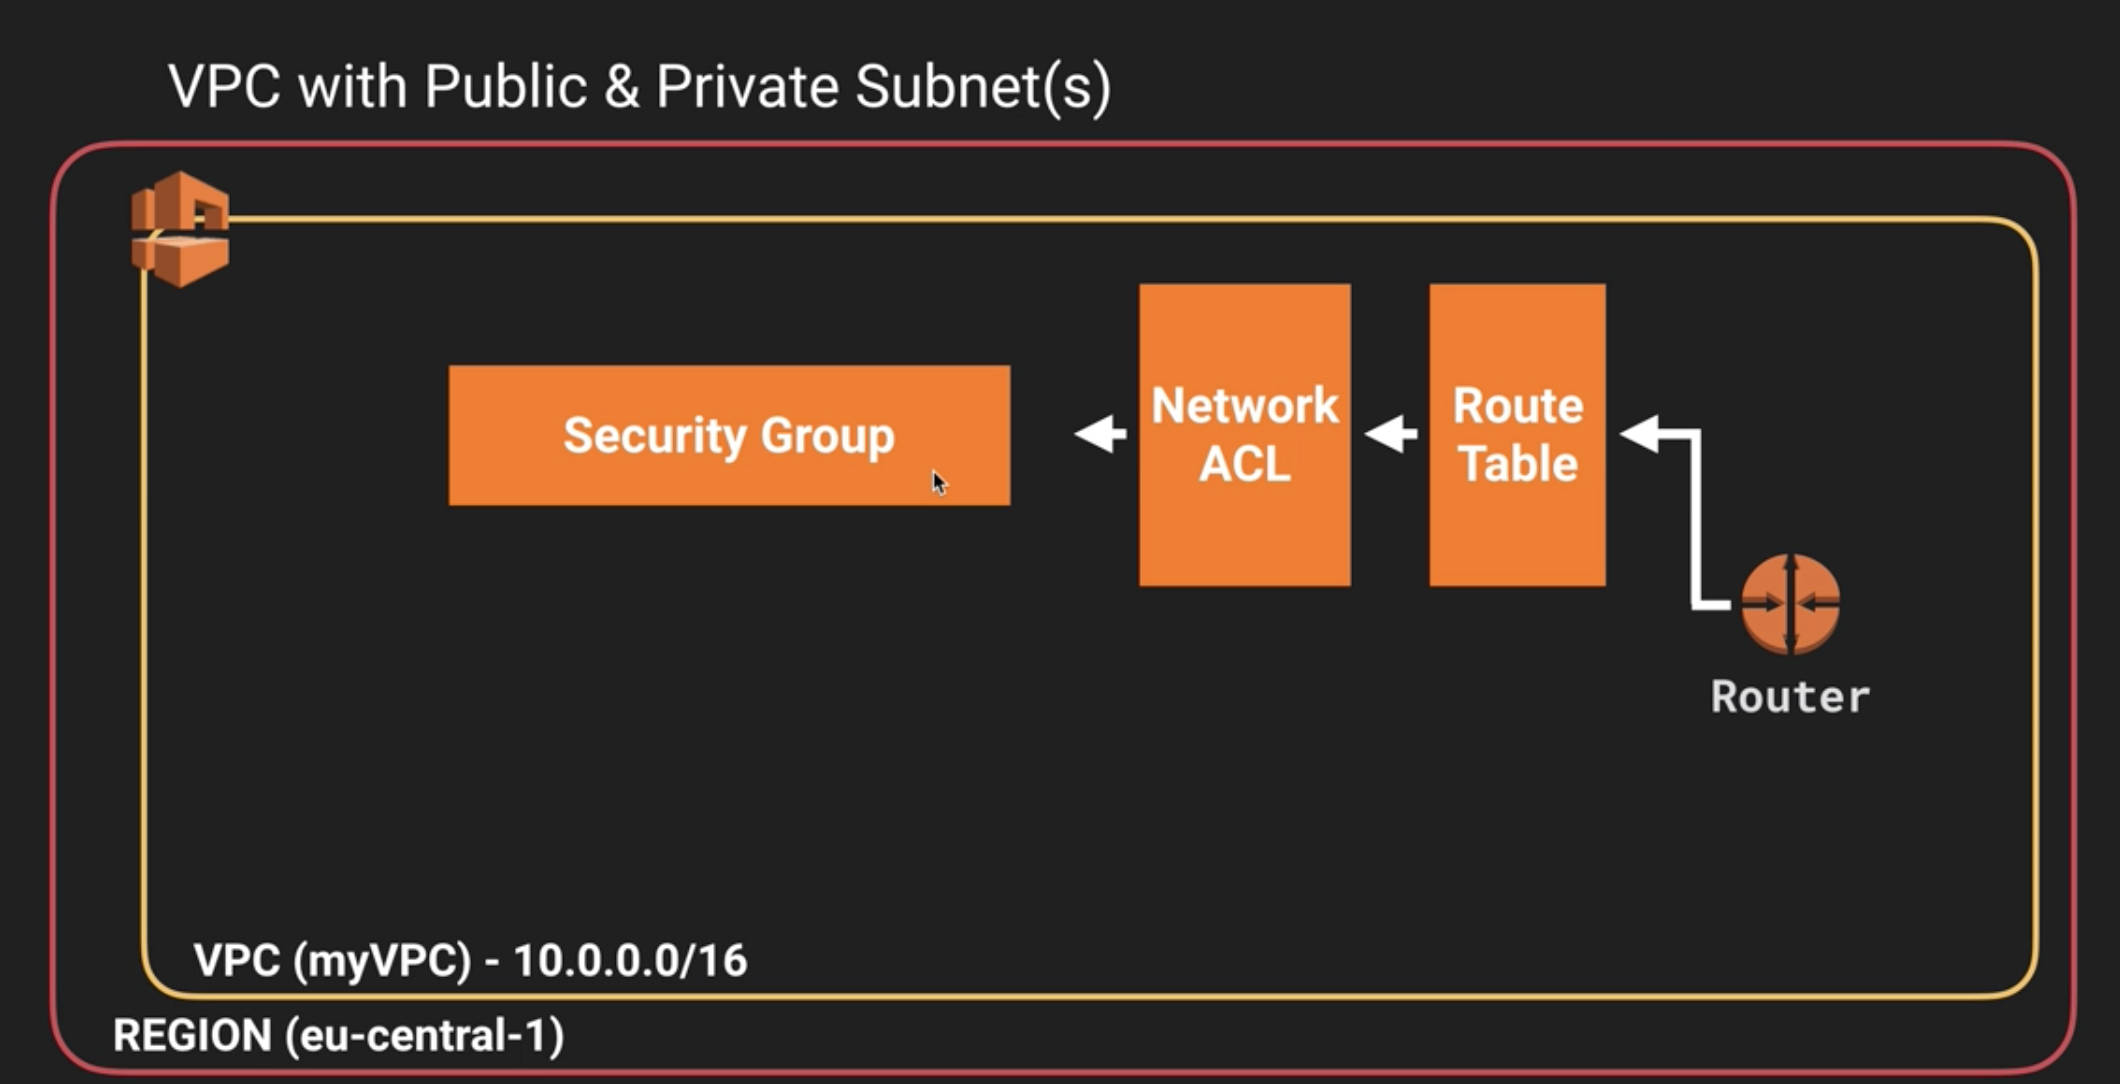 VPC with Public & Private Subnet(s)
Security Group
Network
ACL
Route
Table
Router
VPC (myVPC) - 10.0.0.0/16
REGION (eu-central-1)